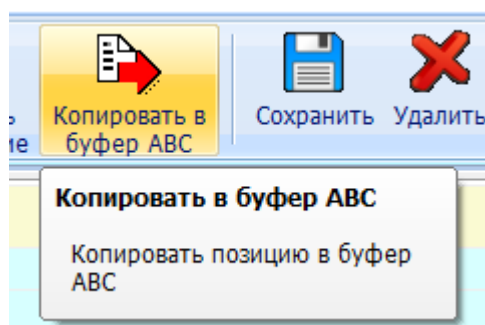 Копировать в
буфер ABC
Сохранить
Удалить
Копировать в буфер ABC
Копировать позицию в буфер
ABC